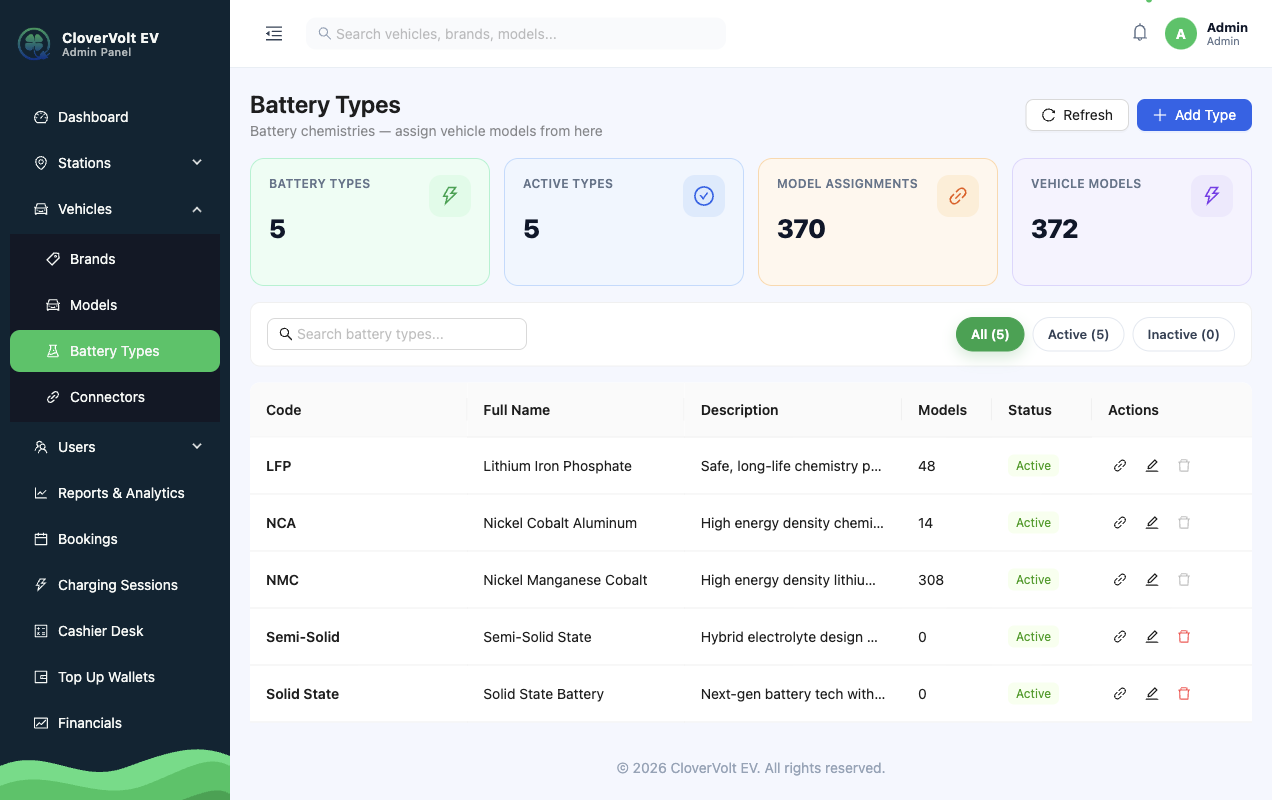 CloverVolt EV
Admin Panel
Dashboard
Stations
Vehicles
Brands
Models
Battery Types
Connectors
Users
Reports & Analytics
Bookings
Charging Sessions
Cashier Desk
Top Up Wallets
Financials
Search vehicles, brands, models...
A
Admin
Admin
Battery Types
Battery chemistries — assign vehicle models from here
Refresh
Add Type
BATTERY TYPES
5
ACTIVE TYPES
5
MODEL ASSIGNMENTS
370
VEHICLE MODELS
372
Search battery types...
All (5) Active (5) Inactive (0)
Code Full Name Description Models Status Actions
LFP Lithium Iron Phosphate Safe, long-life chemistry p... 48 Active
NCA Nickel Cobalt Aluminum High energy density chemi... 14 Active
NMC Nickel Manganese Cobalt High energy density lithiu... 308 Active
Semi-Solid Semi-Solid State Hybrid electrolyte design ... 0 Active
Solid State Solid State Battery Next-gen battery tech with... 0 Active
© 2026 CloverVolt EV. All rights reserved.